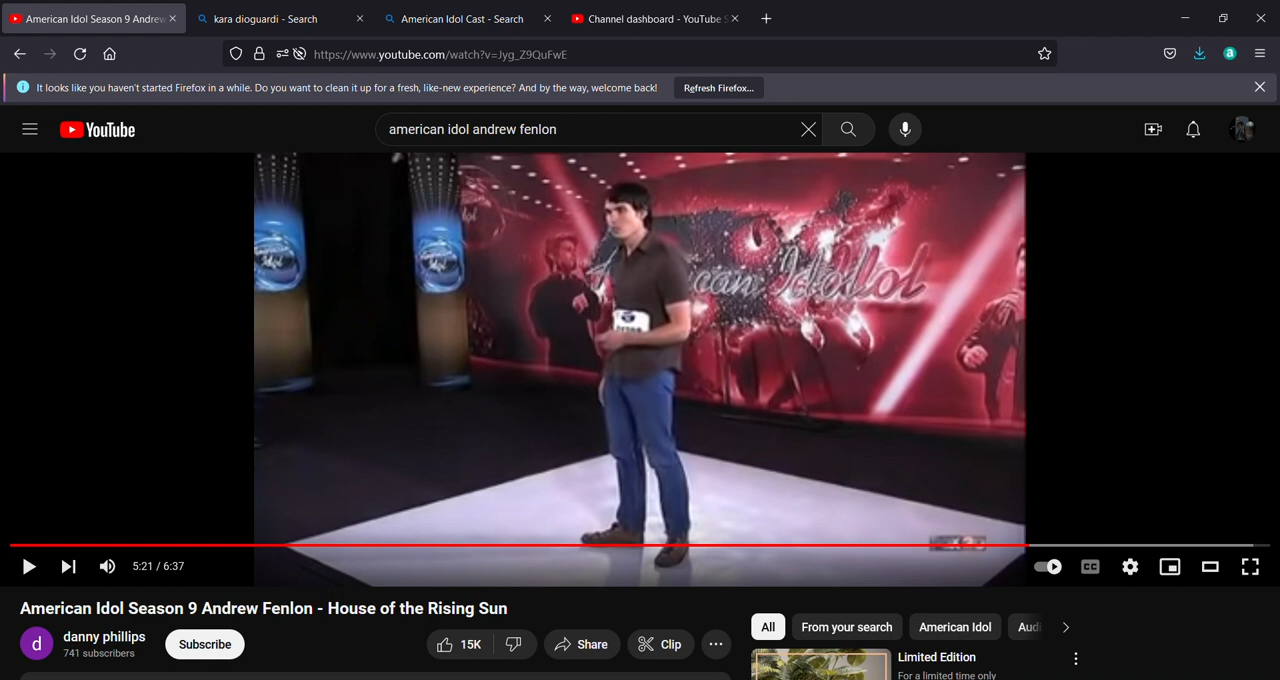 American Idol Season 9 Andrew
kara dioguardi - Search
American Idol Cast - Search
Channel dashboard - YouTube S
https://www.youtube.com/watch?v=Jyg_Z9QuFwE
It looks like you haven't started Firefox in a while. Do you want to clean it up for a fresh, like-new experience? And by the way, welcome back!
Refresh Firefox...
YouTube
american idol andrew fenlon
American Idol
5:21 / 6:37
CC
American Idol Season 9 Andrew Fenlon - House of the Rising Sun
d
danny phillips
741 subscribers
Subscribe
15K
Share
Clip
All
From your search
American Idol
Audi
Limited Edition
For a limited time only